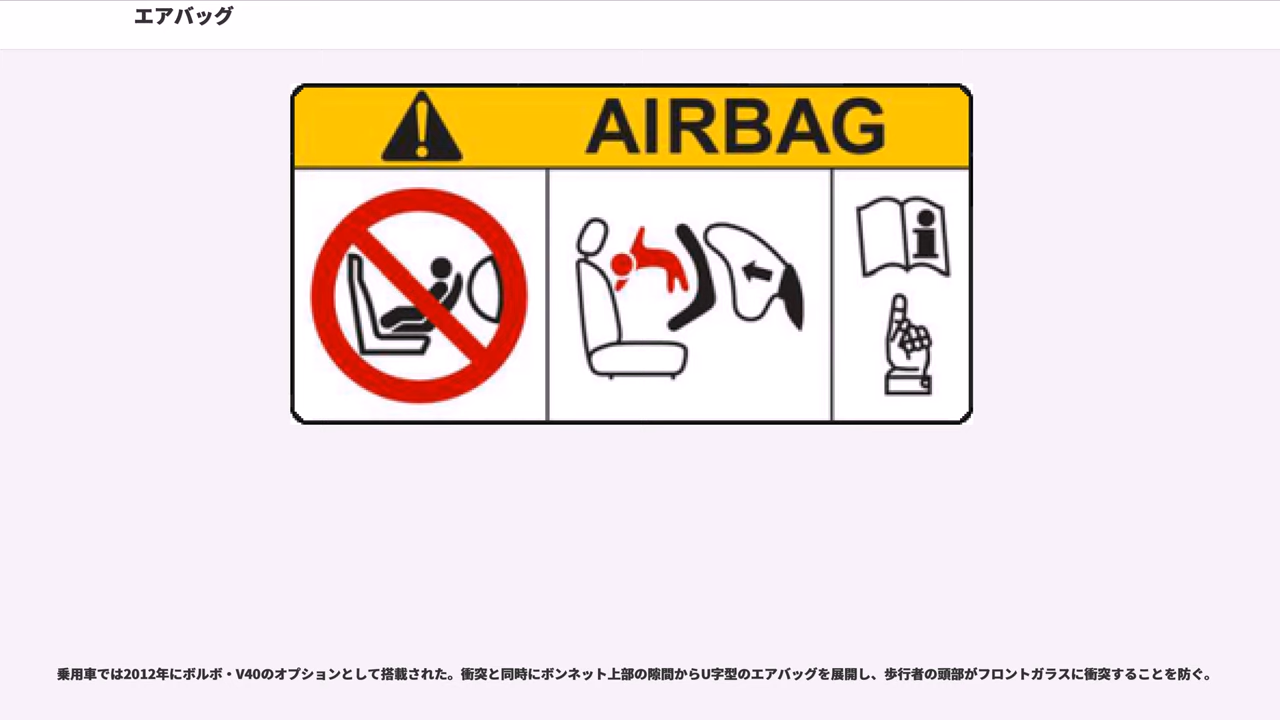 エアバッグ
AIRBAG
乗用車では2012年にボルボ・V40のオプションとして搭載された。衝突と同時にボンネット上部の隙間からU字型のエアバッグを展開し、歩行者の頭部がフロントガラスに衝突することを防ぐ。